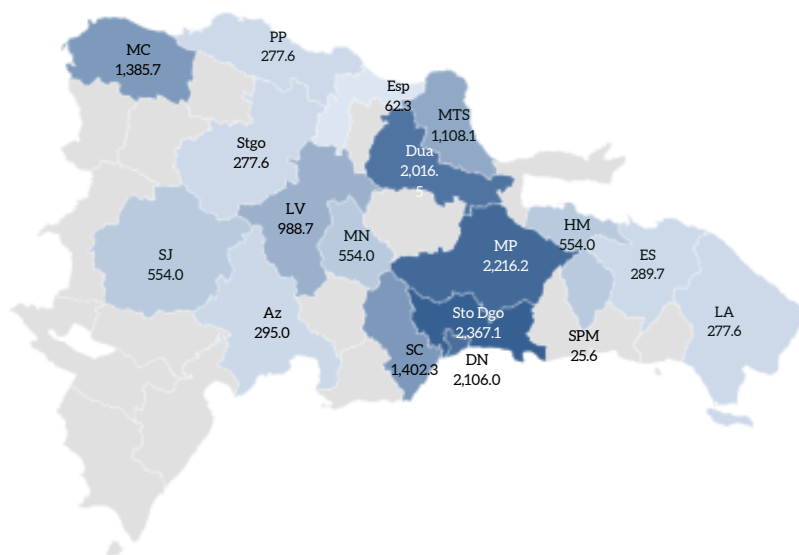 PP
277.6
MC
1,385.7
Esp
62.3
MTS
1,108.1
Stgo
277.6
Dua
2,016.
5
LV
988.7
MN
554.0
HM
554.0
MP
2,216.2
SJ
554.0
ES
289.7
Az
295.0
Sto Dgo
2,367.1
LA
277.6
SPM
25.6
SC
1,402.3
DN
2,106.0